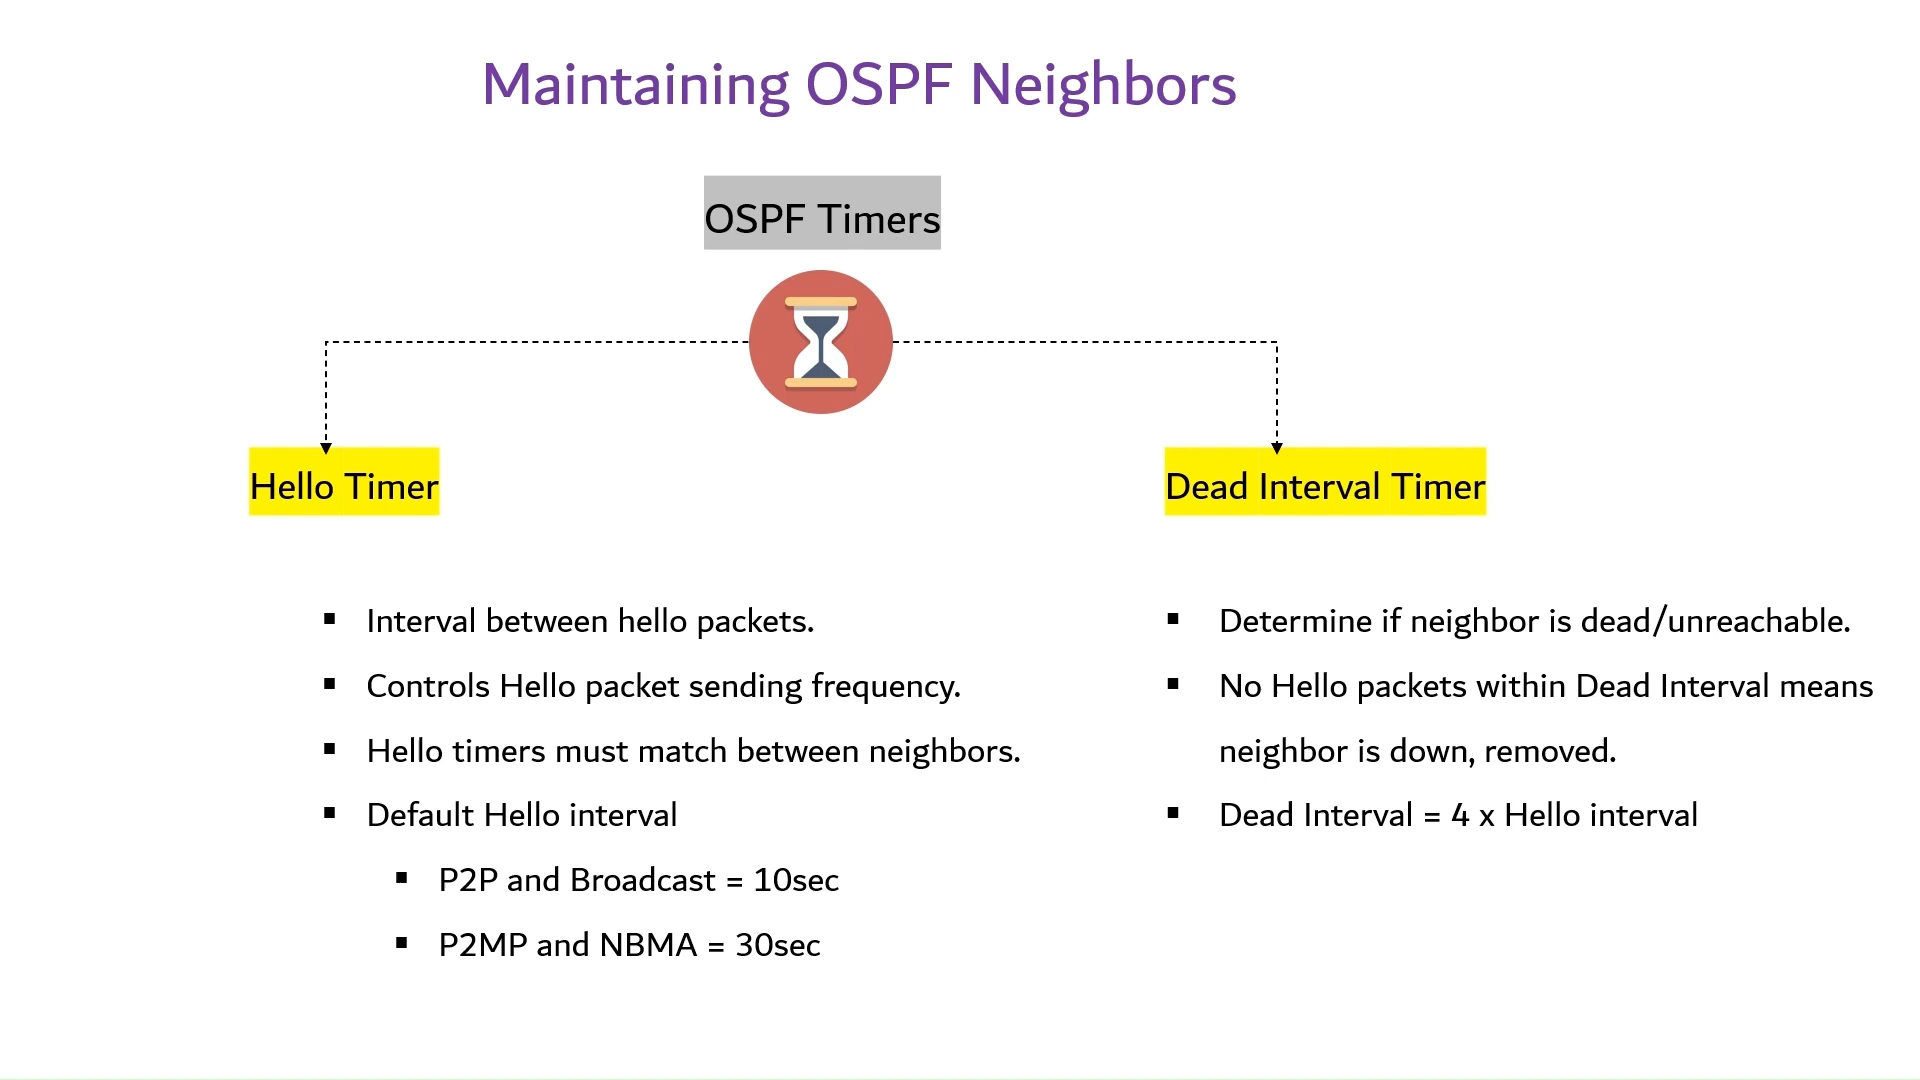 Maintaining OSPF Neighbors
OSPF Timers
Hello Timer
▪ Interval between hello packets.
▪ Controls Hello packet sending frequency.
▪ Hello timers must match between neighbors.
▪ Default Hello interval
▪ P2P and Broadcast = 10sec
▪ P2MP and NBMA = 30sec
Dead Interval Timer
▪ Determine if neighbor is dead/unreachable.
▪ No Hello packets within Dead Interval means
neighbor is down, removed.
▪ Dead Interval = 4 x Hello interval